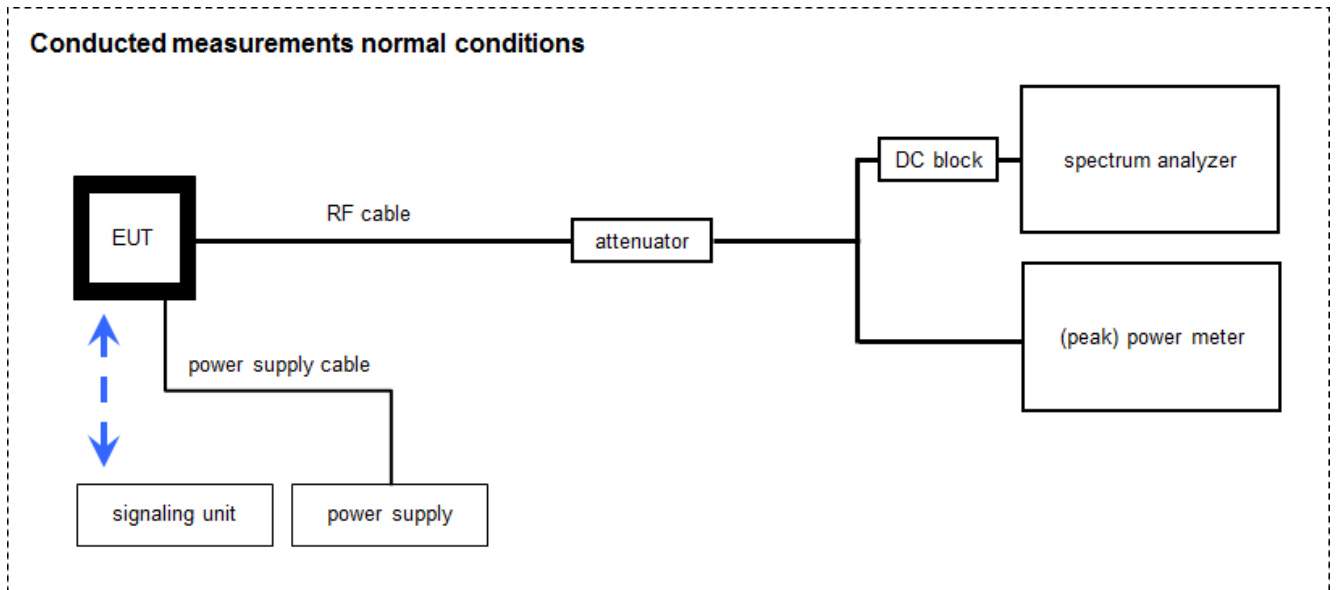 Conducted measurements normal conditions
DC block
spectrum analyzer
RF cable
EUT
attenuator
(peak) power meter
power supply cable
signaling unit
power supply